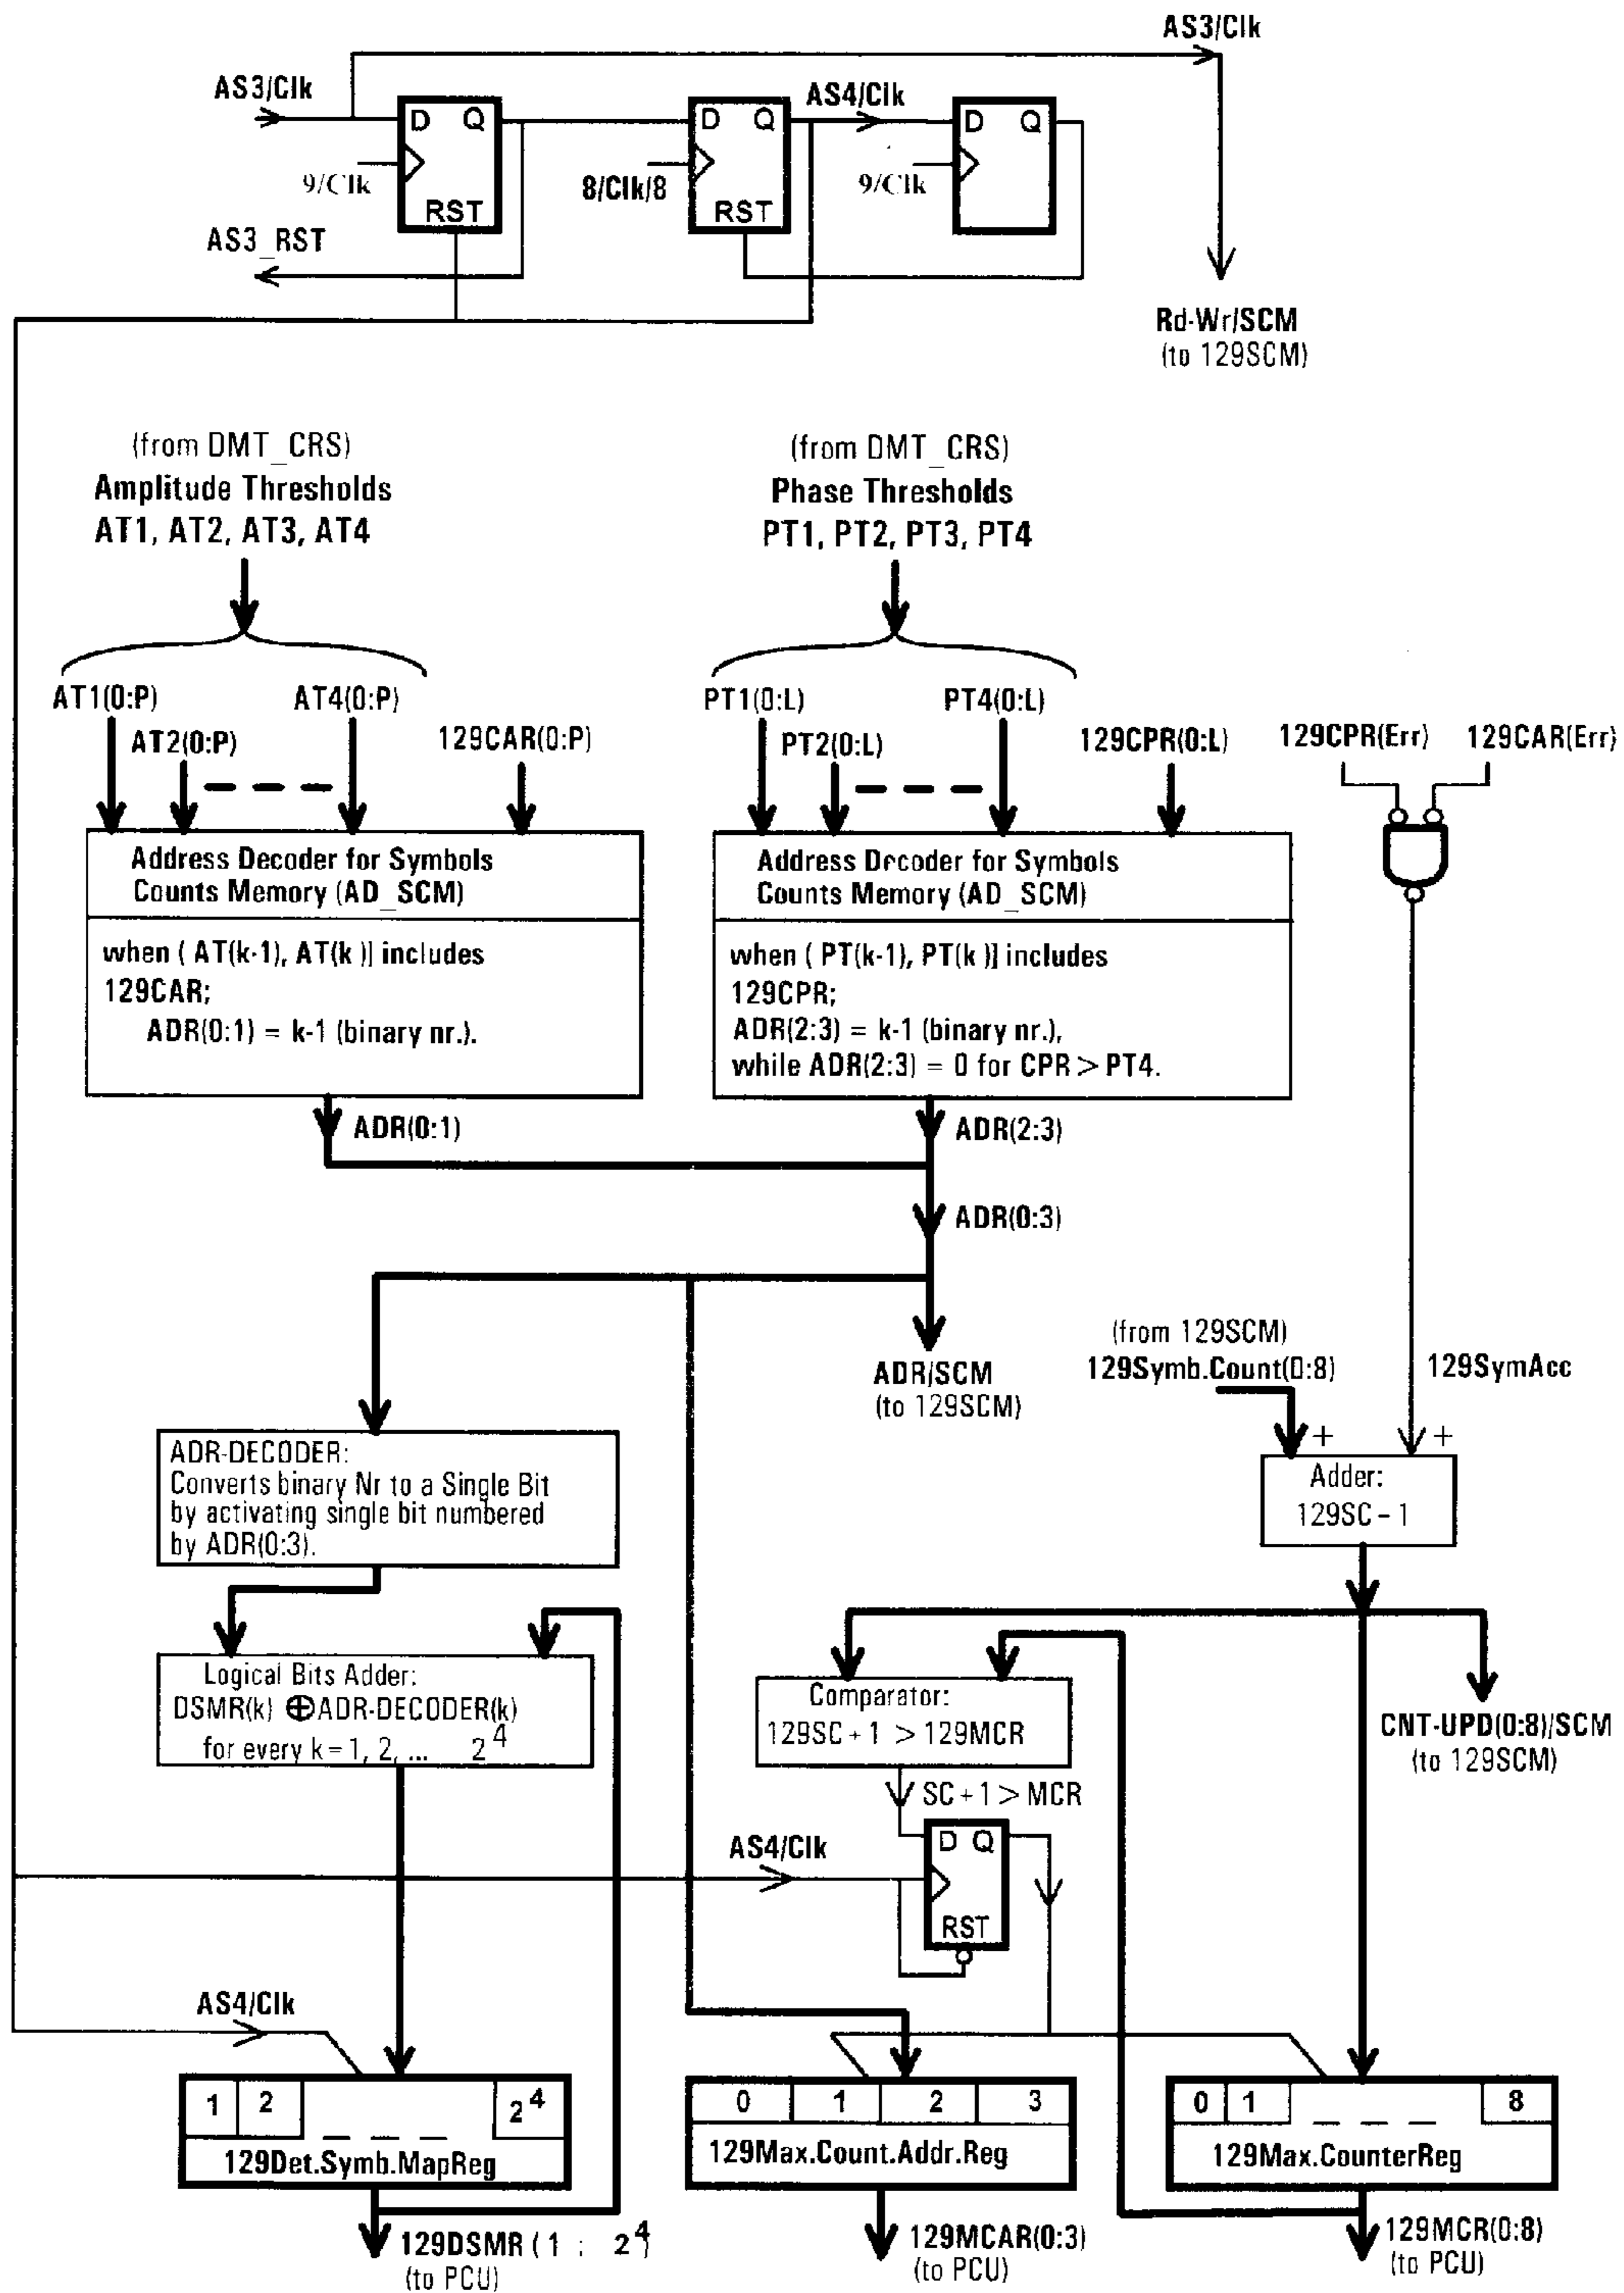 AS3/Clk
AS3/Clk
D Q
9/Clk
RST
AS3_RST
D Q
8/Clk/8
RST
AS4/Clk
D Q
9/Clk
Rd-Wr/SCM
(to 129SCM)
(from DMT_CRS)
Amplitude Thresholds
AT1, AT2, AT3, AT4
(from DMT_CRS)
Phase Thresholds
PT1, PT2, PT3, PT4
AT1(0:P)
AT2(0:P)
AT4(0:P)
129CAR(0:P)
PT1(0:L)
PT2(0:L)
PT4(0:L)
129CPR(0:L)
129CPR(Err)
129CAR(Err)
Address Decoder for Symbols
Counts Memory (AD_SCM)
when ( AT(k-1), AT(k )] includes
129CAR;
ADR(0:1) = k-1 (binary nr.).
Address Decoder for Symbols
Counts Memory (AD_SCM)
when ( PT(k-1), PT(k )] includes
129CPR;
ADR(2:3) = k-1 (binary nr.),
while ADR(2:3) = 0 for CPR > PT4.
ADR(0:1)
ADR(2:3)
ADR(0:3)
ADR/SCM
(to 129SCM)
(from 129SCM)
129Symb.Count(0:8)
129SymAcc
+ +
Adder:
129SC - 1
ADR-DECODER:
Converts binary Nr to a Single Bit
by activating single bit numbered
by ADR(0:3).
Logical Bits Adder:
DSMR(k) ⊕ADR-DECODER(k)
for every k = 1, 2, ... 2^4
Comparator:
129SC + 1 > 129MCR
CNT-UPD(0:8)/SCM
(to 129SCM)
SC + 1 > MCR
D Q
RST
AS4/Clk
AS4/Clk
1 2 2^4
129Det.Symb.MapReg
0 1 2 3
129Max.Count.Addr.Reg
0 1 8
129Max.CounterReg
129DSMR ( 1 : 2^4)
(to PCU)
129MCAR(0:3)
(to PCU)
129MCR(0:8)
(to PCU)